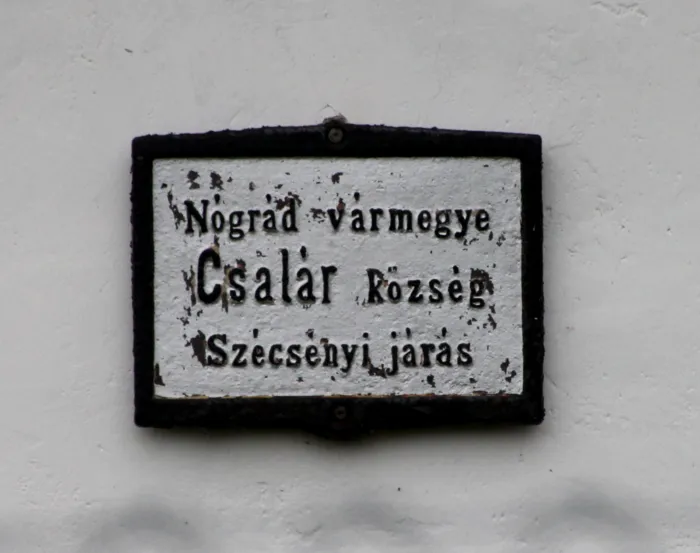 Nógrád vármegye
Csalár község
Szécsényi járás